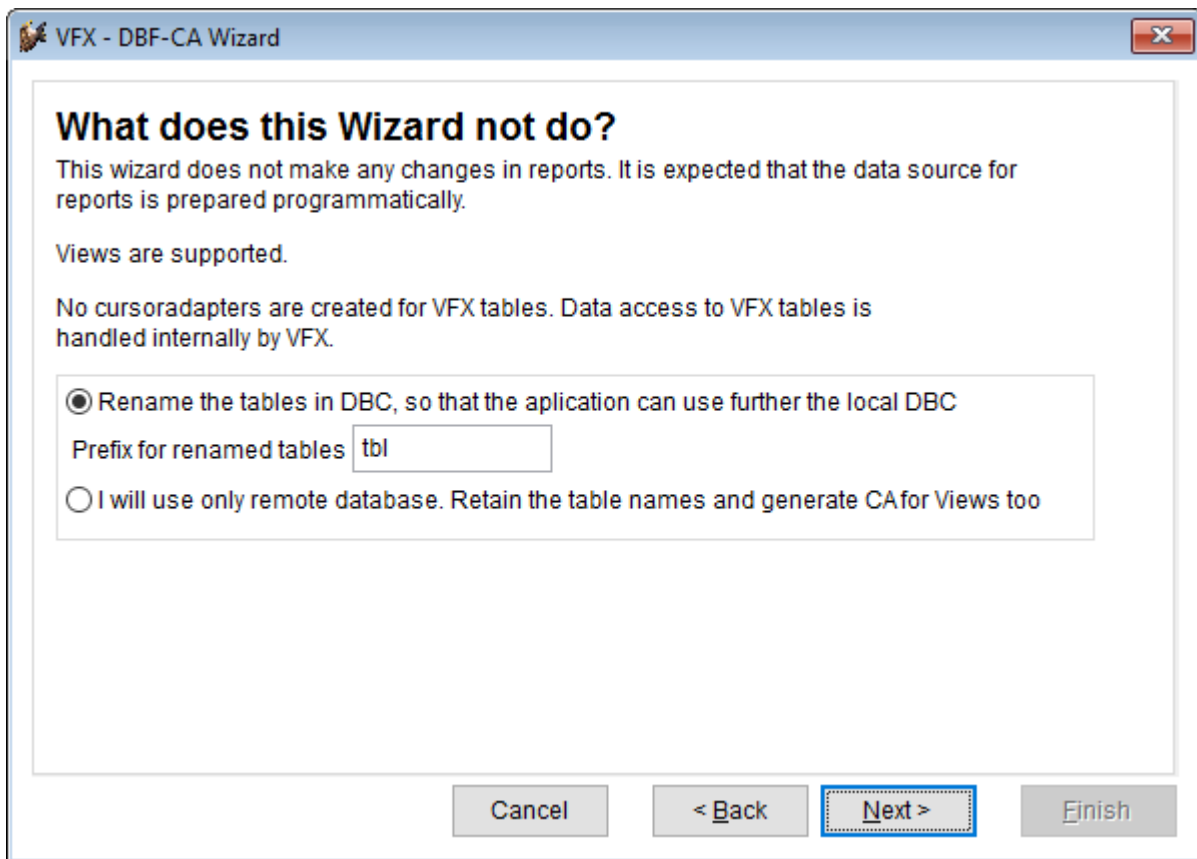 VFX - DBF-CA Wizard
What does this Wizard not do?
This wizard does not make any changes in reports. It is expected that the data source for
reports is prepared programmatically.
Views are supported.
No cursoradapters are created for VFX tables. Data access to VFX tables is
handled internally by VFX.
Rename the tables in DBC, so that the aplication can use further the local DBC
Prefix for renamed tables tbl
I will use only remote database. Retain the table names and generate CA for Views too
Cancel < Back Next > Finish